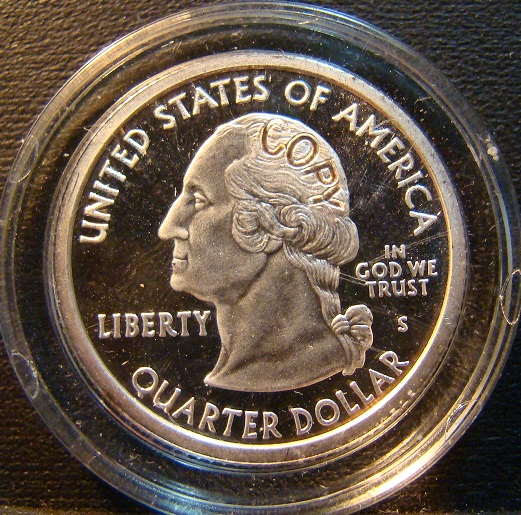 UNITED STATES OF AMERICA
COPY
IN
GOD WE
TRUST
LIBERTY
S
QUARTER DOLLAR